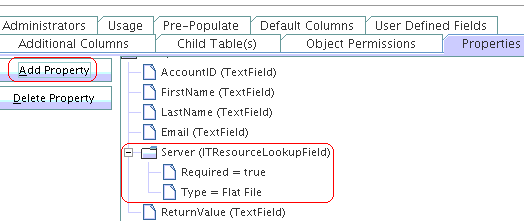 Administrators Usage Pre-Populate Default Columns User Defined Fields
Additional Columns Child Table(s) Object Permissions Properties
Add Property
AccountID (TextField)
FirstName (TextField)
Delete Property
LastName (TextField)
Email (TextField)
Server (ITResourceLookupField)
Required = true
Type = Flat File
ReturnValue (TextField)